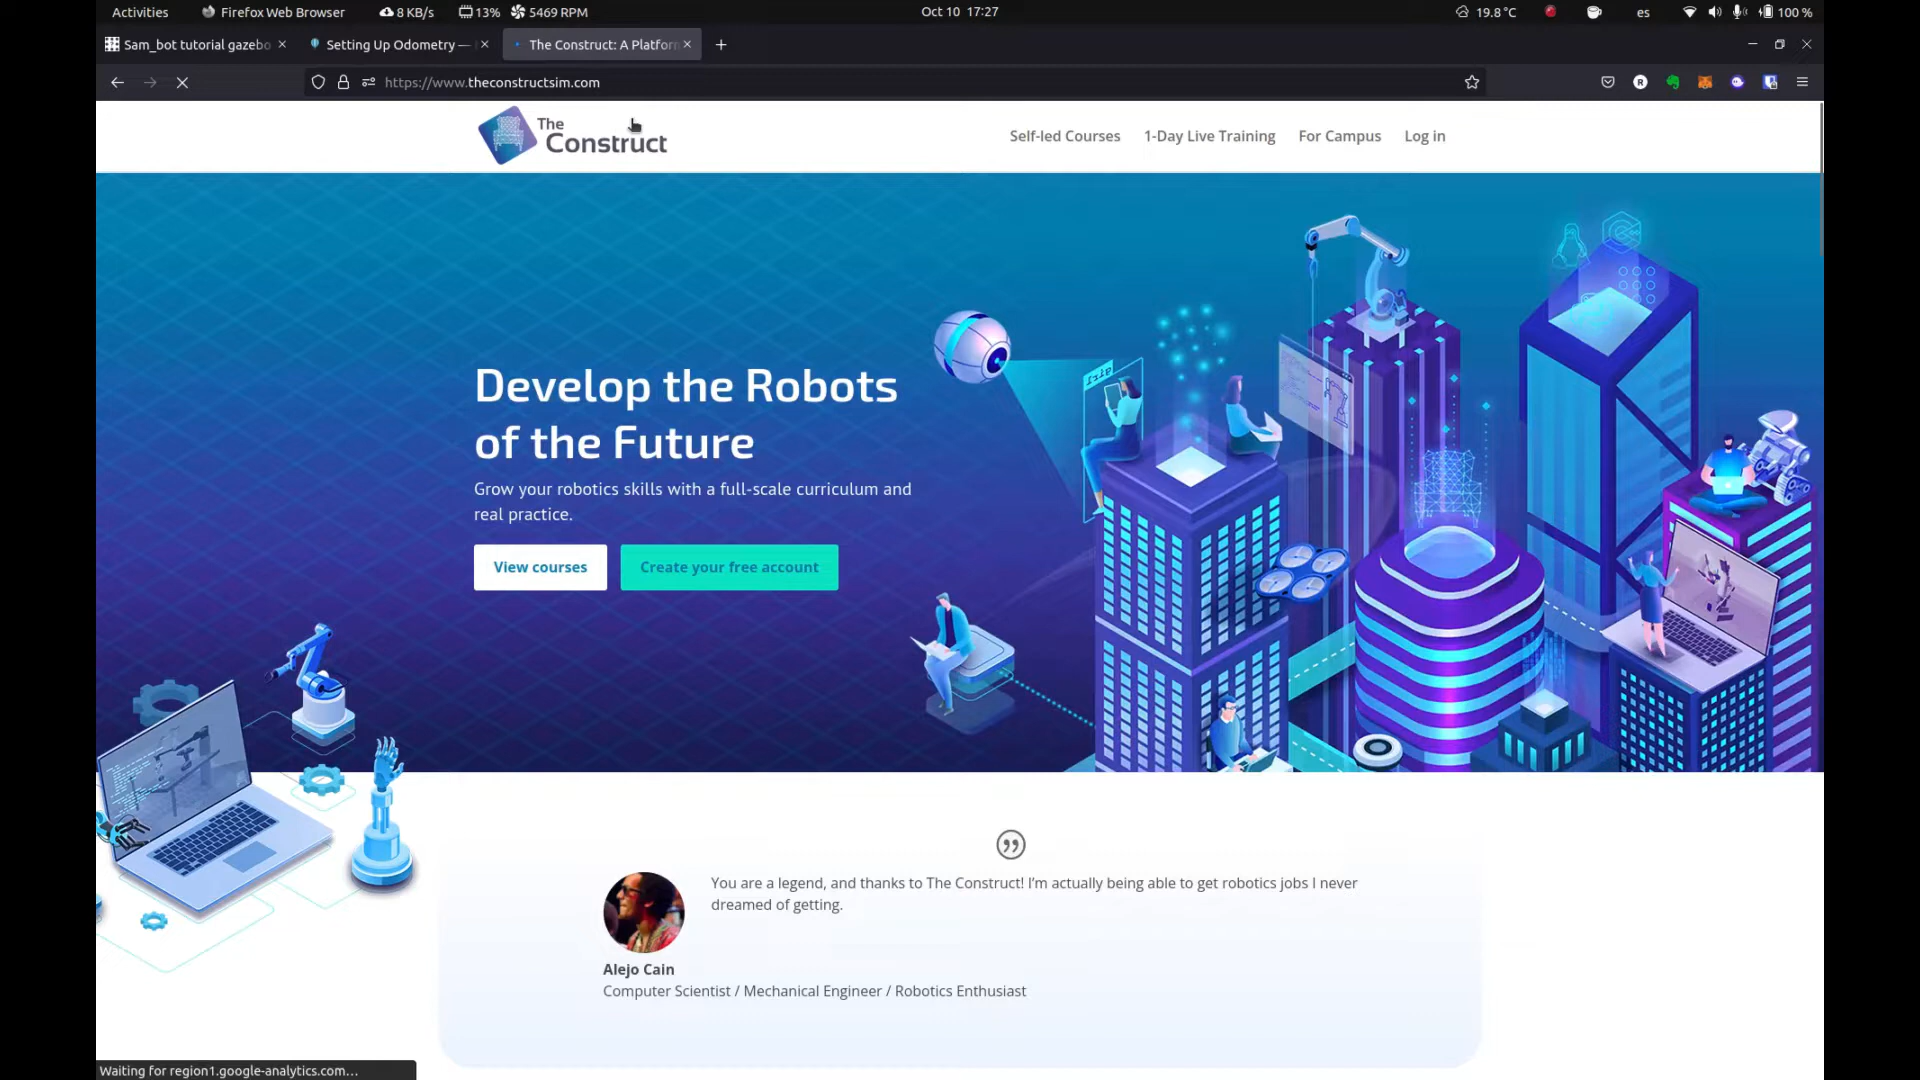 Activities Firefox Web Browser 8 KB/s 13% 5469 RPM Oct 10 17:27 19.8 °C es 100 %
Sam_bot tutorial gazebo Setting Up Odometry — The Construct: A Platform
https://www.theconstructsim.com
The Construct
Self-led Courses 1-Day Live Training For Campus Log in
Develop the Robots
of the Future
Grow your robotics skills with a full-scale curriculum and
real practice.
View courses Create your free account
You are a legend, and thanks to The Construct! I'm actually being able to get robotics jobs I never
dreamed of getting.
Alejo Cain
Computer Scientist / Mechanical Engineer / Robotics Enthusiast
Waiting for region1.google-analytics.com...